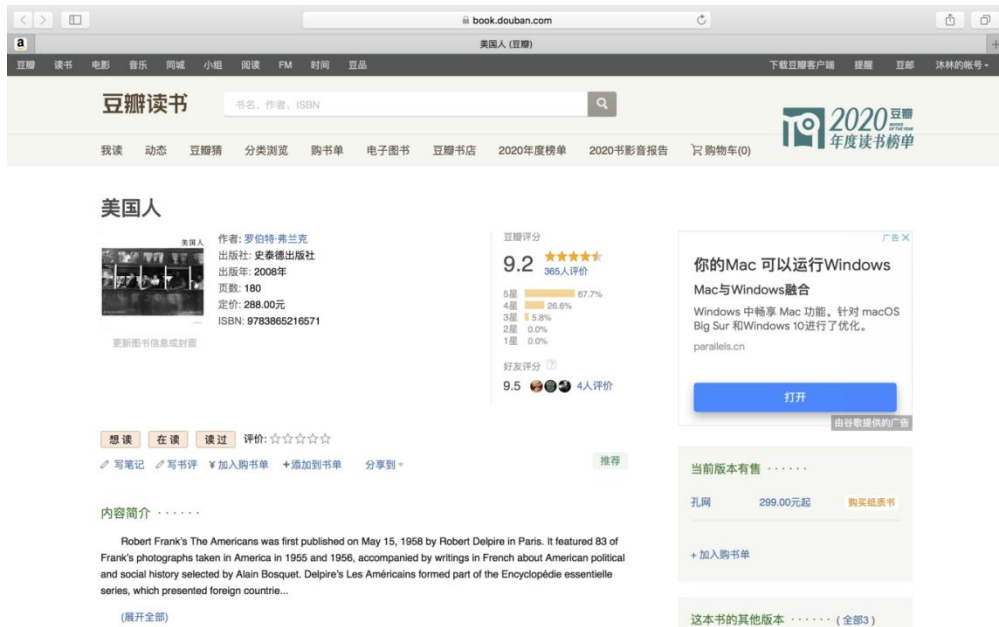 book.douban.com
a
美国人 (豆瓣)
豆瓣 读书 电影 音乐 同城 小组 阅读 FM 时间 豆品 下载豆瓣客户端 提醒 豆邮 沐林的帐号
豆瓣读书
书名、作者、ISBN
2020 豆瓣
年度读书榜单
我读 动态 豆瓣猜 分类浏览 购书单 电子图书 豆瓣书店 2020年度榜单 2020书影音报告 购物车(0)
美国人
美国人
作者: 罗伯特·弗兰克
出版社: 史泰德出版社
出版年: 2008年
页数: 180
定价: 288.00元
ISBN: 9783865216571
更新图书信息或封面
豆瓣评分
9.2
365人评价
5星 67.7%
4星 26.6%
3星 5.8%
2星 0.0%
1星 0.0%
好友评分 ?
9.5 4人评价
想读 在读 读过 评价:
写笔记 写书评 ¥加入购书单 +添加到书单 分享到
推荐
内容简介 · · · · · ·
Robert Frank's The Americans was first published on May 15, 1958 by Robert Delpire in Paris. It featured 83 of
Frank's photographs taken in America in 1955 and 1956, accompanied by writings in French about American political
and social history selected by Alain Bosquet. Delpire's Les Américains formed part of the Encyclopédie essentielle
series, which presented foreign countrie...
(展开全部)
广告 X
你的Mac 可以运行Windows
Mac与Windows融合
Windows 中畅享 Mac 功能。针对 macOS
Big Sur 和Windows 10进行了优化。
parallels.cn
打开
由谷歌提供的广告
当前版本有售 · · · · · ·
孔网 299.00元起 购买纸质书
+ 加入购书单
这本书的其他版本 · · · · · · ( 全部3 )